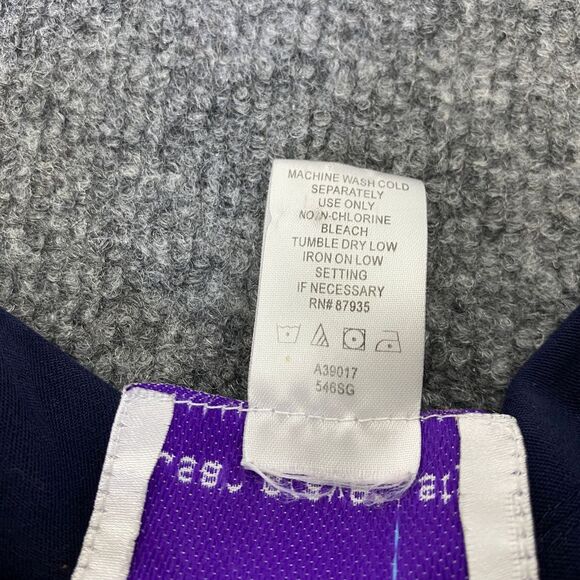 MACHINE WASH COLD
SEPARATELY
USE ONLY
NON-CHLORINE
BLEACH
TUMBLE DRY LOW
IRON ON LOW
SETTING
IF NECESSARY
RN# 87935
A39017
546SG